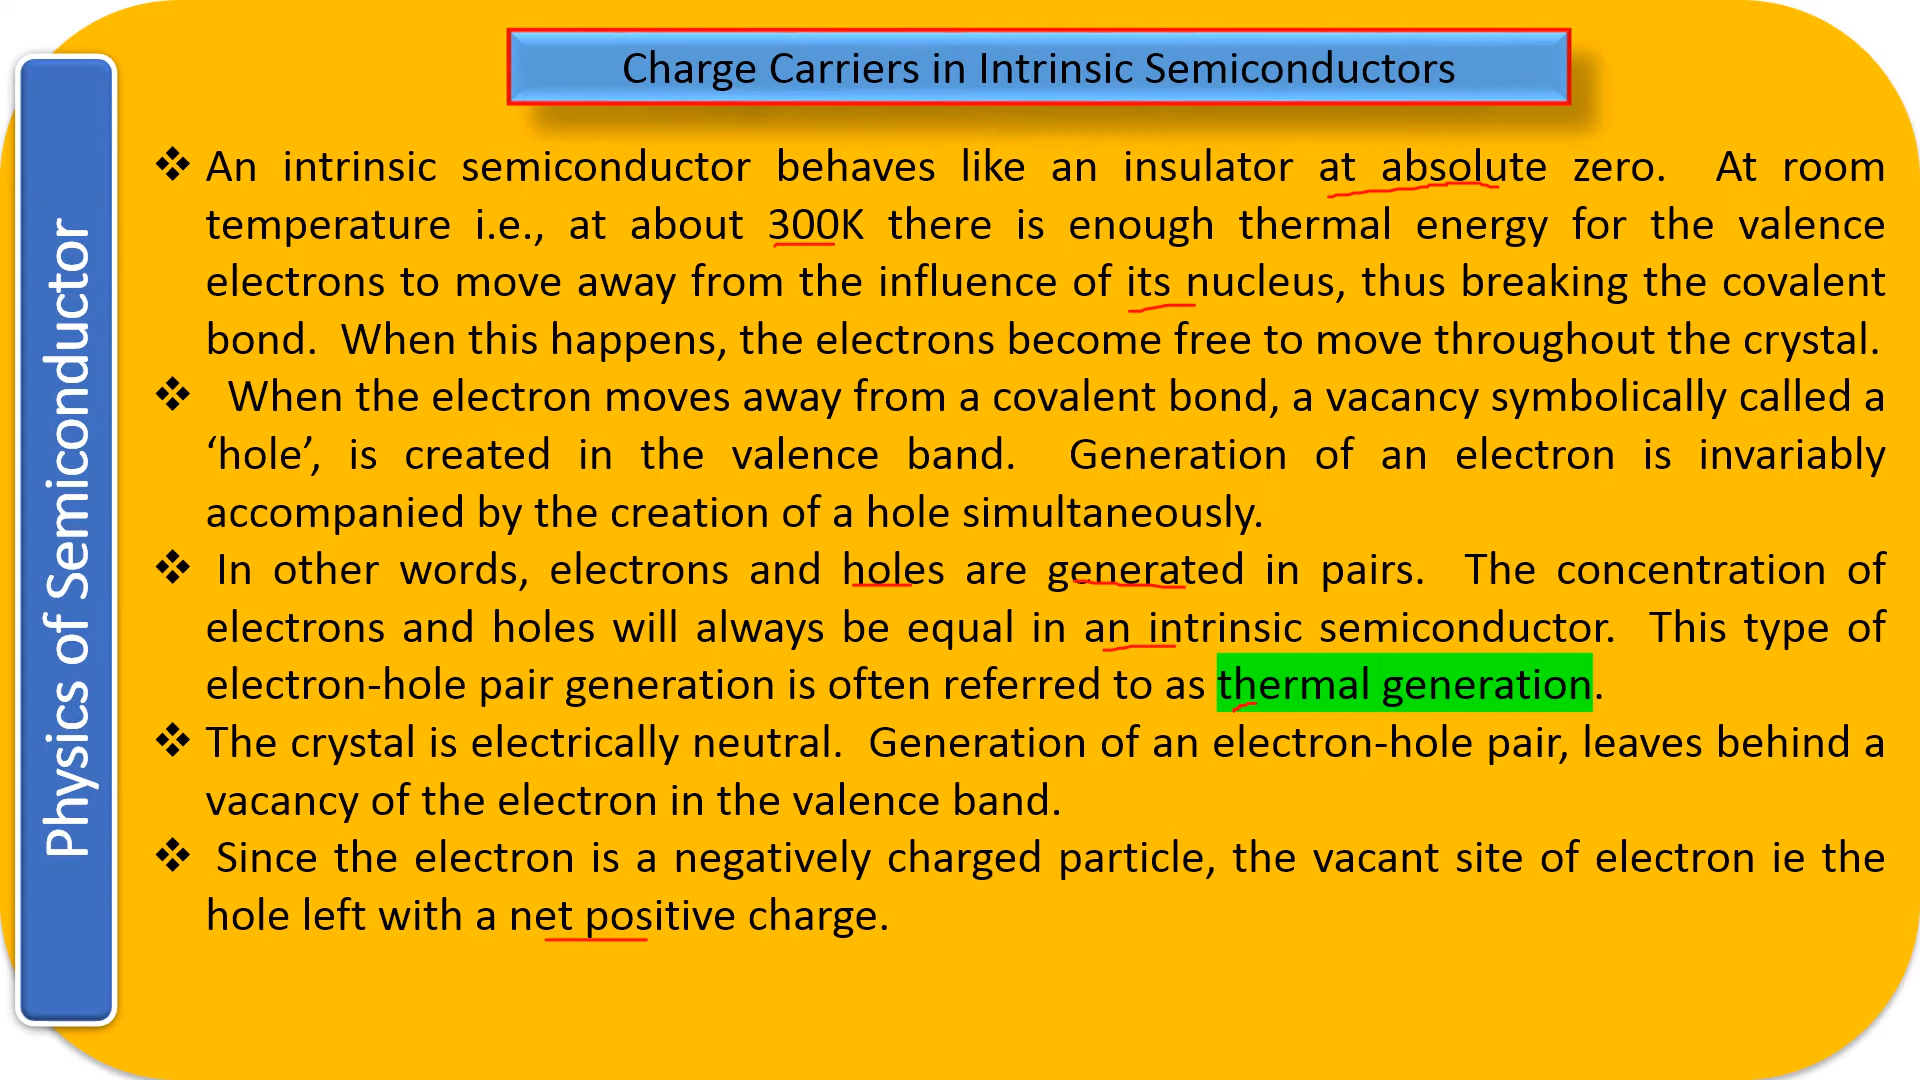 Charge Carriers in Intrinsic Semiconductors
Physics of Semiconductor
❖ An intrinsic semiconductor behaves like an insulator at absolute zero. At room
temperature i.e., at about 300K there is enough thermal energy for the valence
electrons to move away from the influence of its nucleus, thus breaking the covalent
bond. When this happens, the electrons become free to move throughout the crystal.
❖ When the electron moves away from a covalent bond, a vacancy symbolically called a
‘hole’, is created in the valence band. Generation of an electron is invariably
accompanied by the creation of a hole simultaneously.
❖ In other words, electrons and holes are generated in pairs. The concentration of
electrons and holes will always be equal in an intrinsic semiconductor. This type of
electron-hole pair generation is often referred to as thermal generation.
❖ The crystal is electrically neutral. Generation of an electron-hole pair, leaves behind a
vacancy of the electron in the valence band.
❖ Since the electron is a negatively charged particle, the vacant site of electron ie the
hole left with a net positive charge.